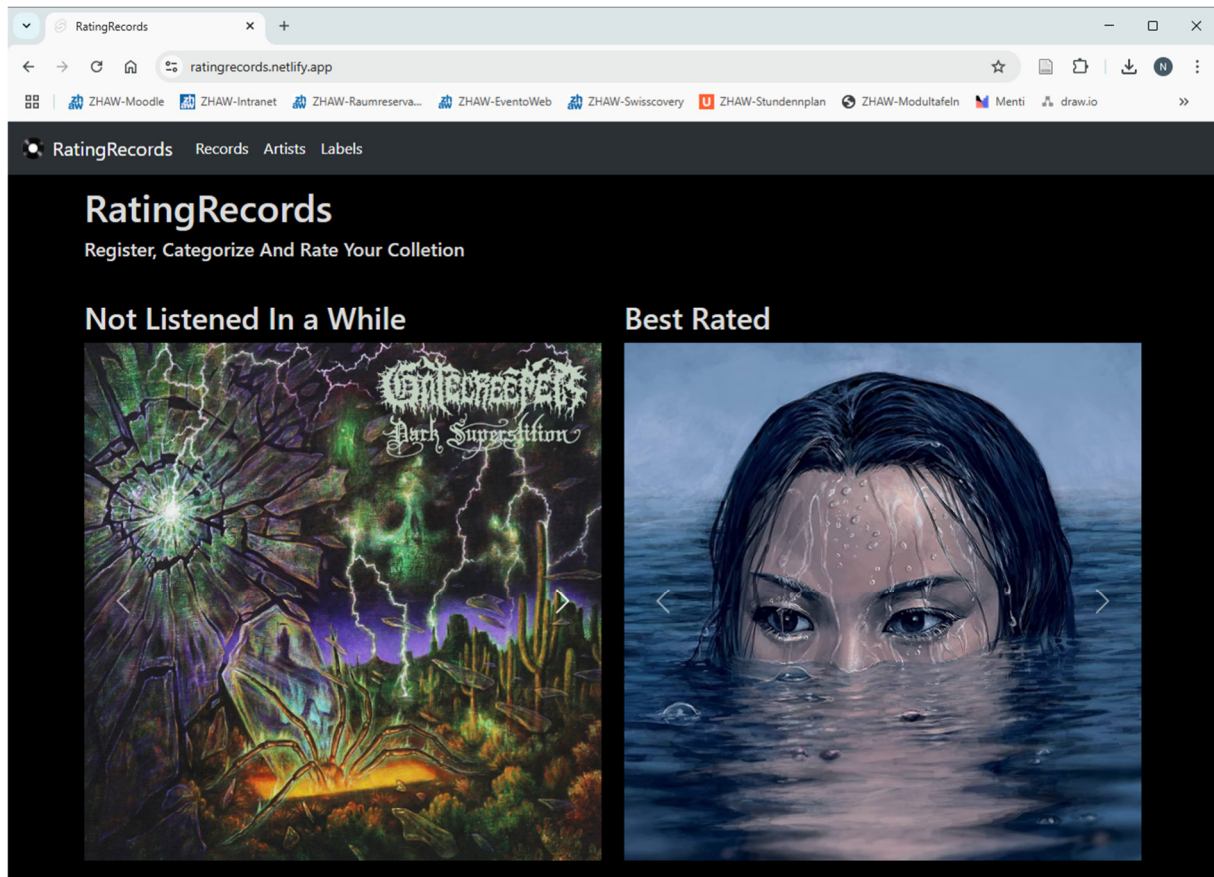 RatingRecords
ratingrecords.netlify.app
N
ZHAW-Moodle ZHAW-Intranet ZHAW-Raumreserva... ZHAW-EventoWeb ZHAW-Swisscovery U ZHAW-Stundennplan ZHAW-Modultafeln Menti draw.io
RatingRecords Records Artists Labels
RatingRecords
Register, Categorize And Rate Your Colletion
Not Listened In a While Best Rated
GATECREEPER
Dark Superstition